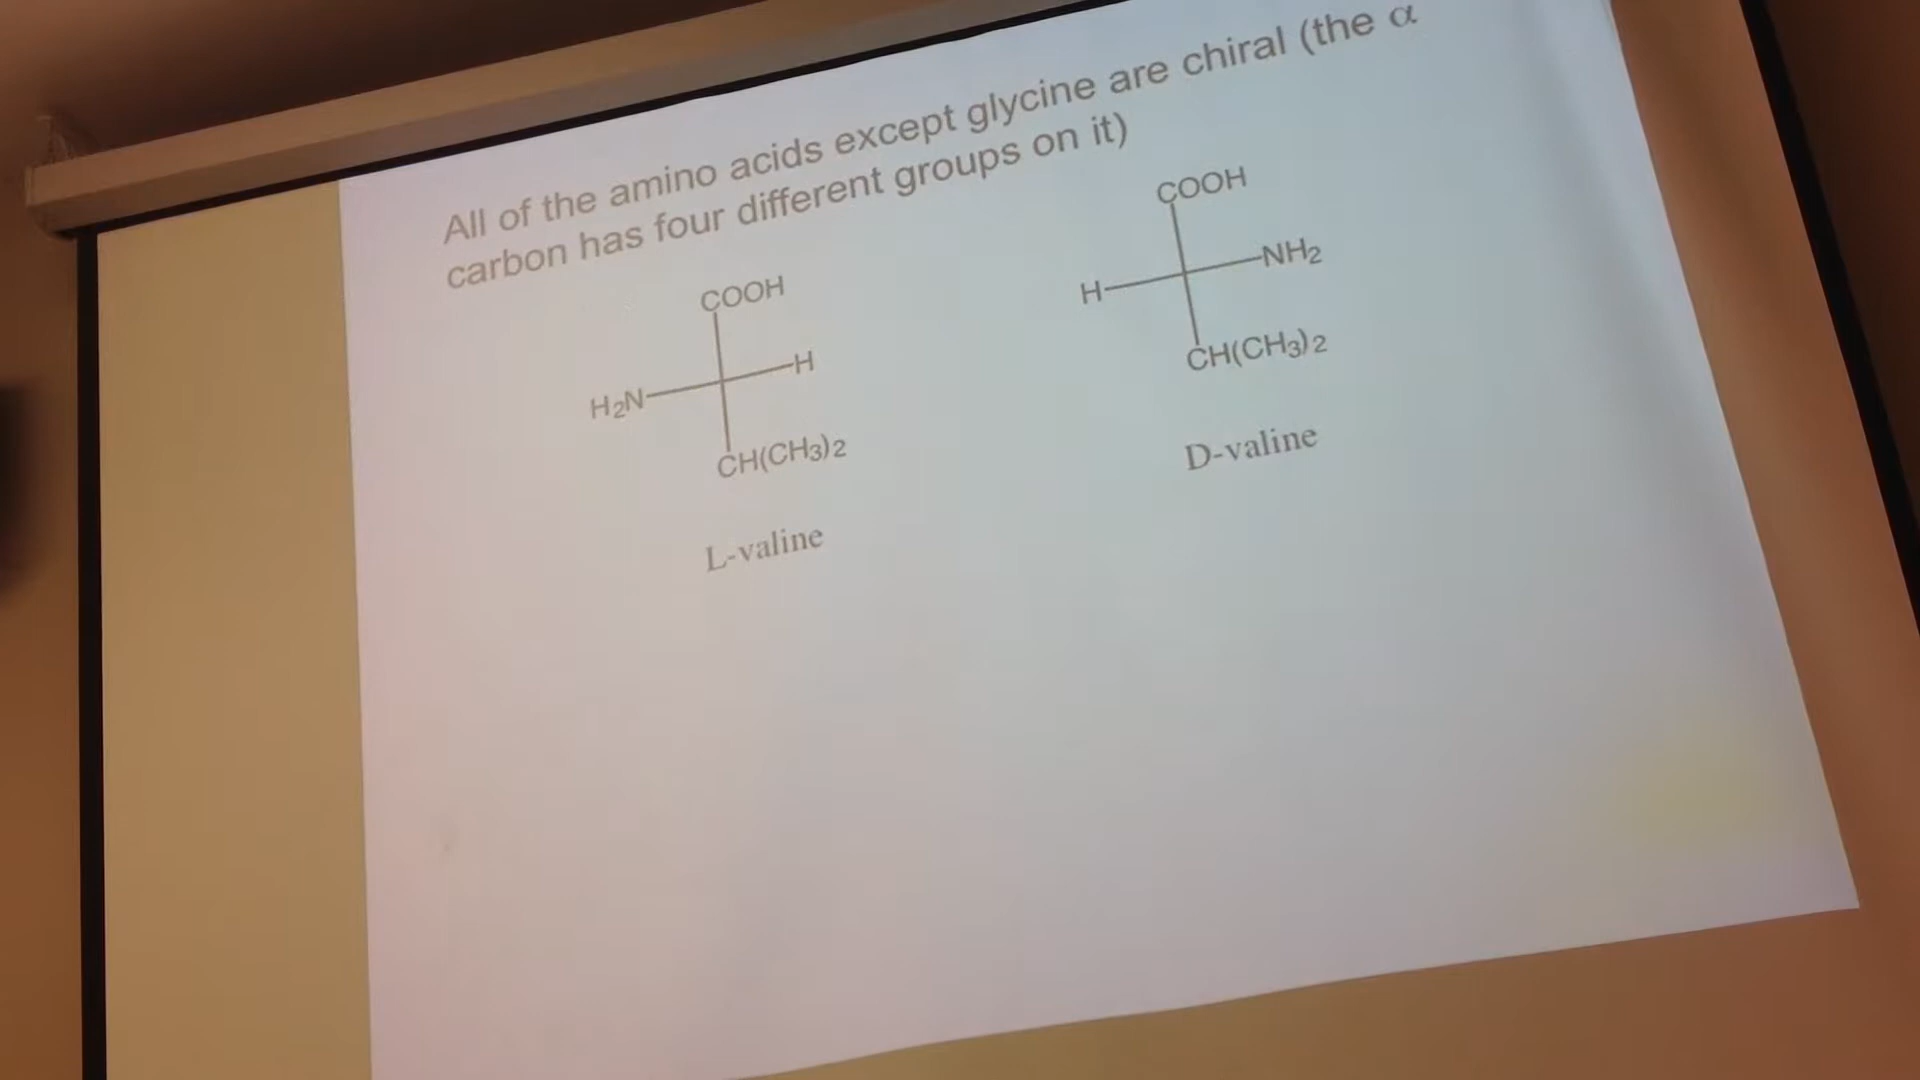 All of the amino acids except glycine are chiral (the α
carbon has four different groups on it)
COOH
H₂N
H
CH(CH₃)₂
L-valine
COOH
H
NH₂
CH(CH₃)₂
D-valine